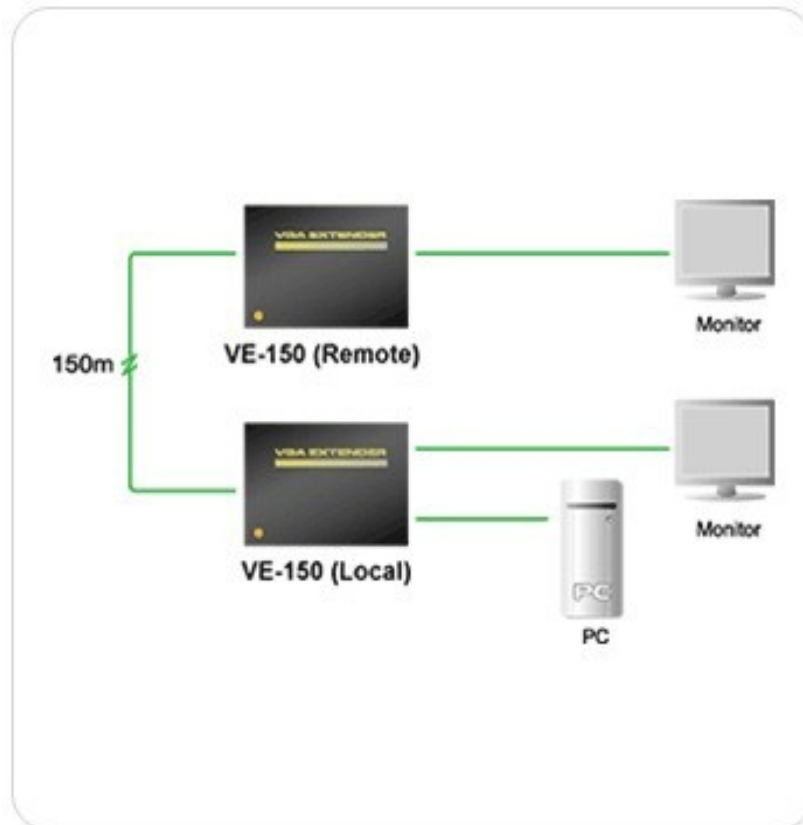 VGA EXTENDER
Monitor
VE-150 (Remote)
150m
VGA EXTENDER
Monitor
VE-150 (Local)
PC
PC